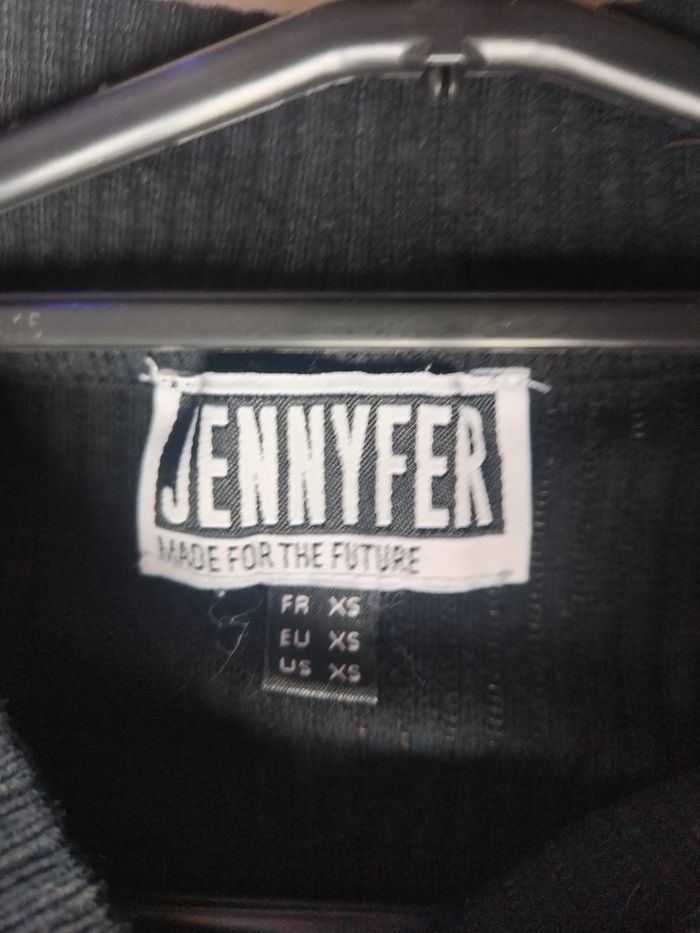 JENNYFER
MADE FOR THE FUTURE
FR XS
EU XS
US XS